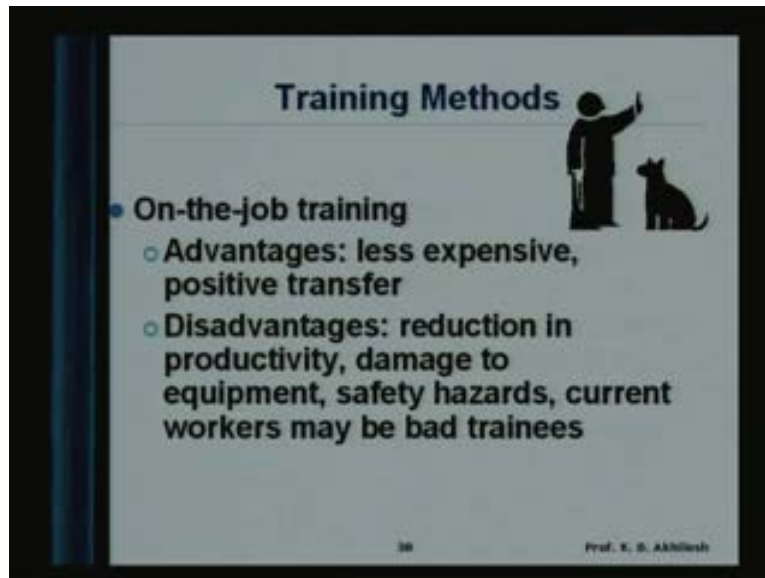 Training Methods
On-the-job training
Advantages: less expensive,
positive transfer
Disadvantages: reduction in
productivity, damage to
equipment, safety hazards, current
workers may be bad trainees
Prof. K. B. Akhilesh